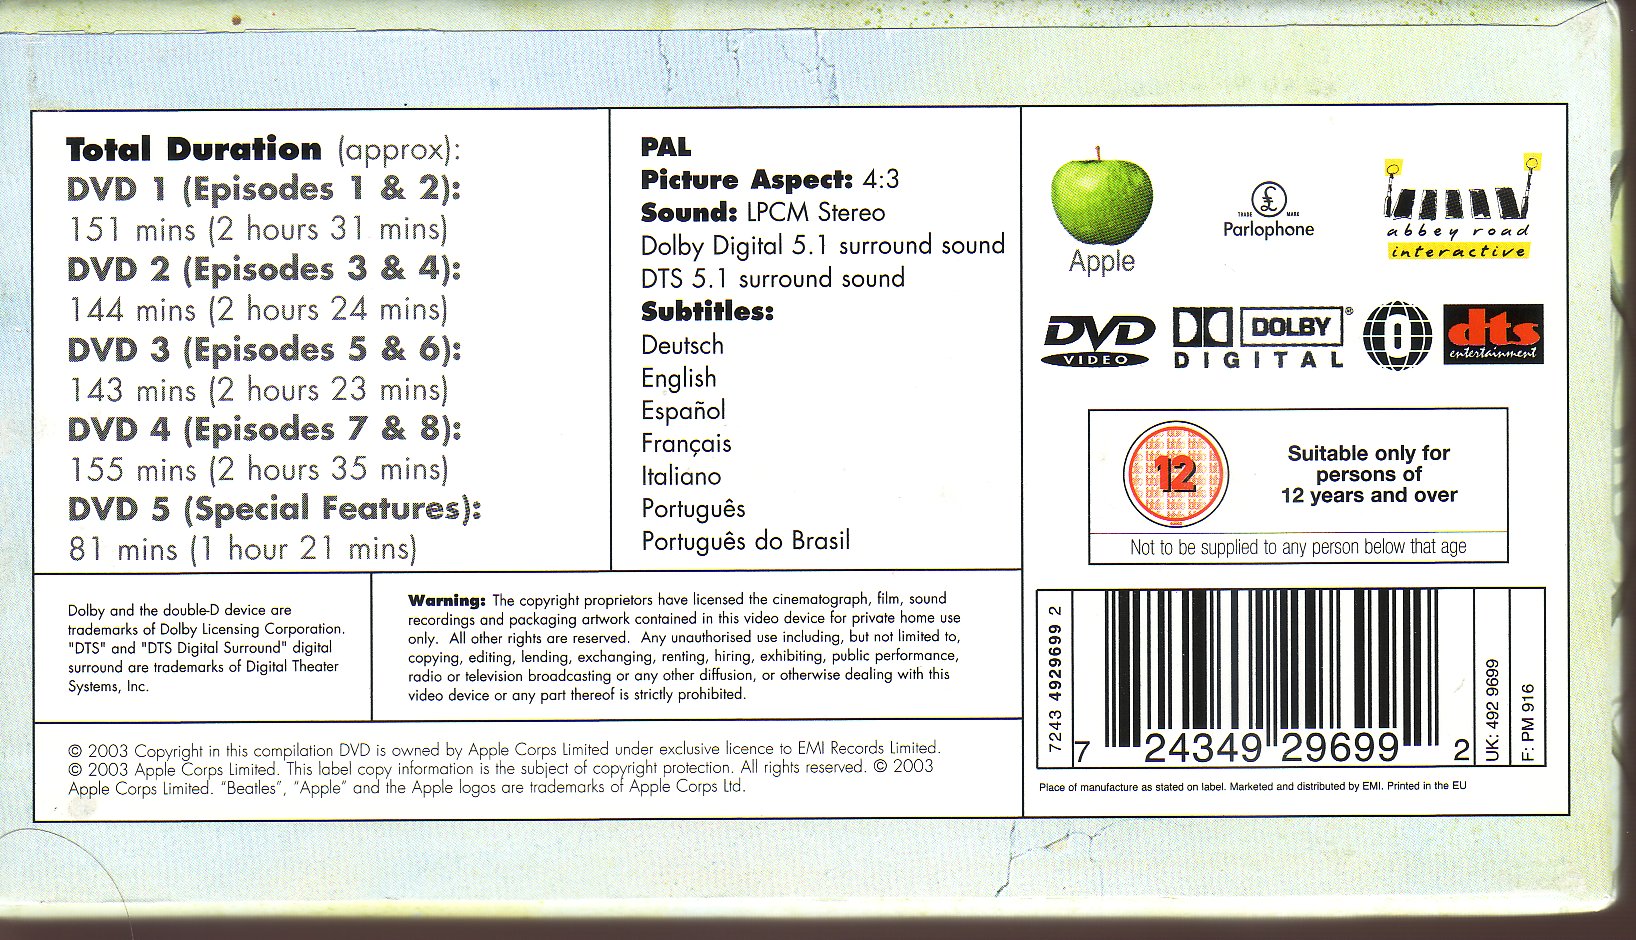 Total Duration (approx):
DVD 1 (Episodes 1 & 2):
151 mins (2 hours 31 mins)
DVD 2 (Episodes 3 & 4):
144 mins (2 hours 24 mins)
DVD 3 (Episodes 5 & 6):
143 mins (2 hours 23 mins)
DVD 4 (Episodes 7 & 8):
155 mins (2 hours 35 mins)
DVD 5 (Special Features):
81 mins (1 hour 21 mins)
PAL
Picture Aspect: 4:3
Sound: LPCM Stereo
Dolby Digital 5.1 surround sound
DTS 5.1 surround sound
Subtitles:
Deutsch
English
Español
Français
Italiano
Português
Português do Brasil
Apple
£
TRADE MARK
Parlophone
abbey road
interactive
DVD
VIDEO
DOLBY®
DIGITAL
0
dts
entertainment
12
Suitable only for
persons of
12 years and over
Not to be supplied to any person below that age
Dolby and the double-D device are
trademarks of Dolby Licensing Corporation.
"DTS" and "DTS Digital Surround" digital
surround are trademarks of Digital Theater
Systems, Inc.
Warning: The copyright proprietors have licensed the cinematograph, film, sound
recordings and packaging artwork contained in this video device for private home use
only. All other rights are reserved. Any unauthorised use including, but not limited to,
copying, editing, lending, exchanging, renting, hiring, exhibiting, public performance,
radio or television broadcasting or any other diffusion, or otherwise dealing with this
video device or any part thereof is strictly prohibited.
© 2003 Copyright in this compilation DVD is owned by Apple Corps Limited under exclusive licence to EMI Records Limited.
© 2003 Apple Corps Limited. This label copy information is the subject of copyright protection. All rights reserved. © 2003
Apple Corps Limited. "Beatles", "Apple" and the Apple logos are trademarks of Apple Corps Ltd.
7243 4929699 2
7 24349 29699 2
UK: 492 9699
F: PM 916
Place of manufacture as stated on label. Marketed and distributed by EMI. Printed in the EU